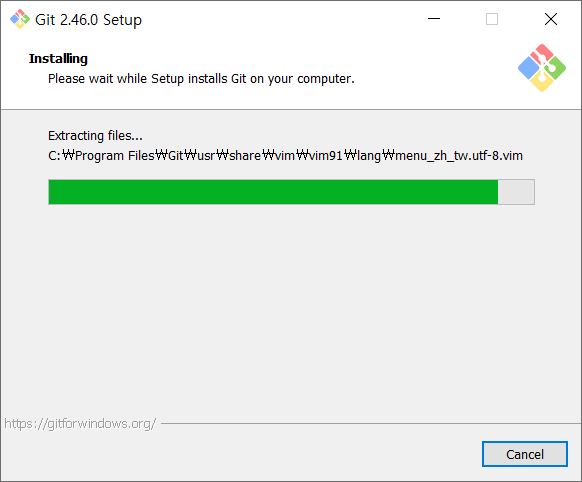 Git 2.46.0 Setup
Installing
Please wait while Setup installs Git on your computer.
Extracting files...
C:₩Program Files₩Git₩usr₩share₩vim₩vim91₩lang₩menu_zh_tw.utf-8.vim
https://gitforwindows.org/
Cancel